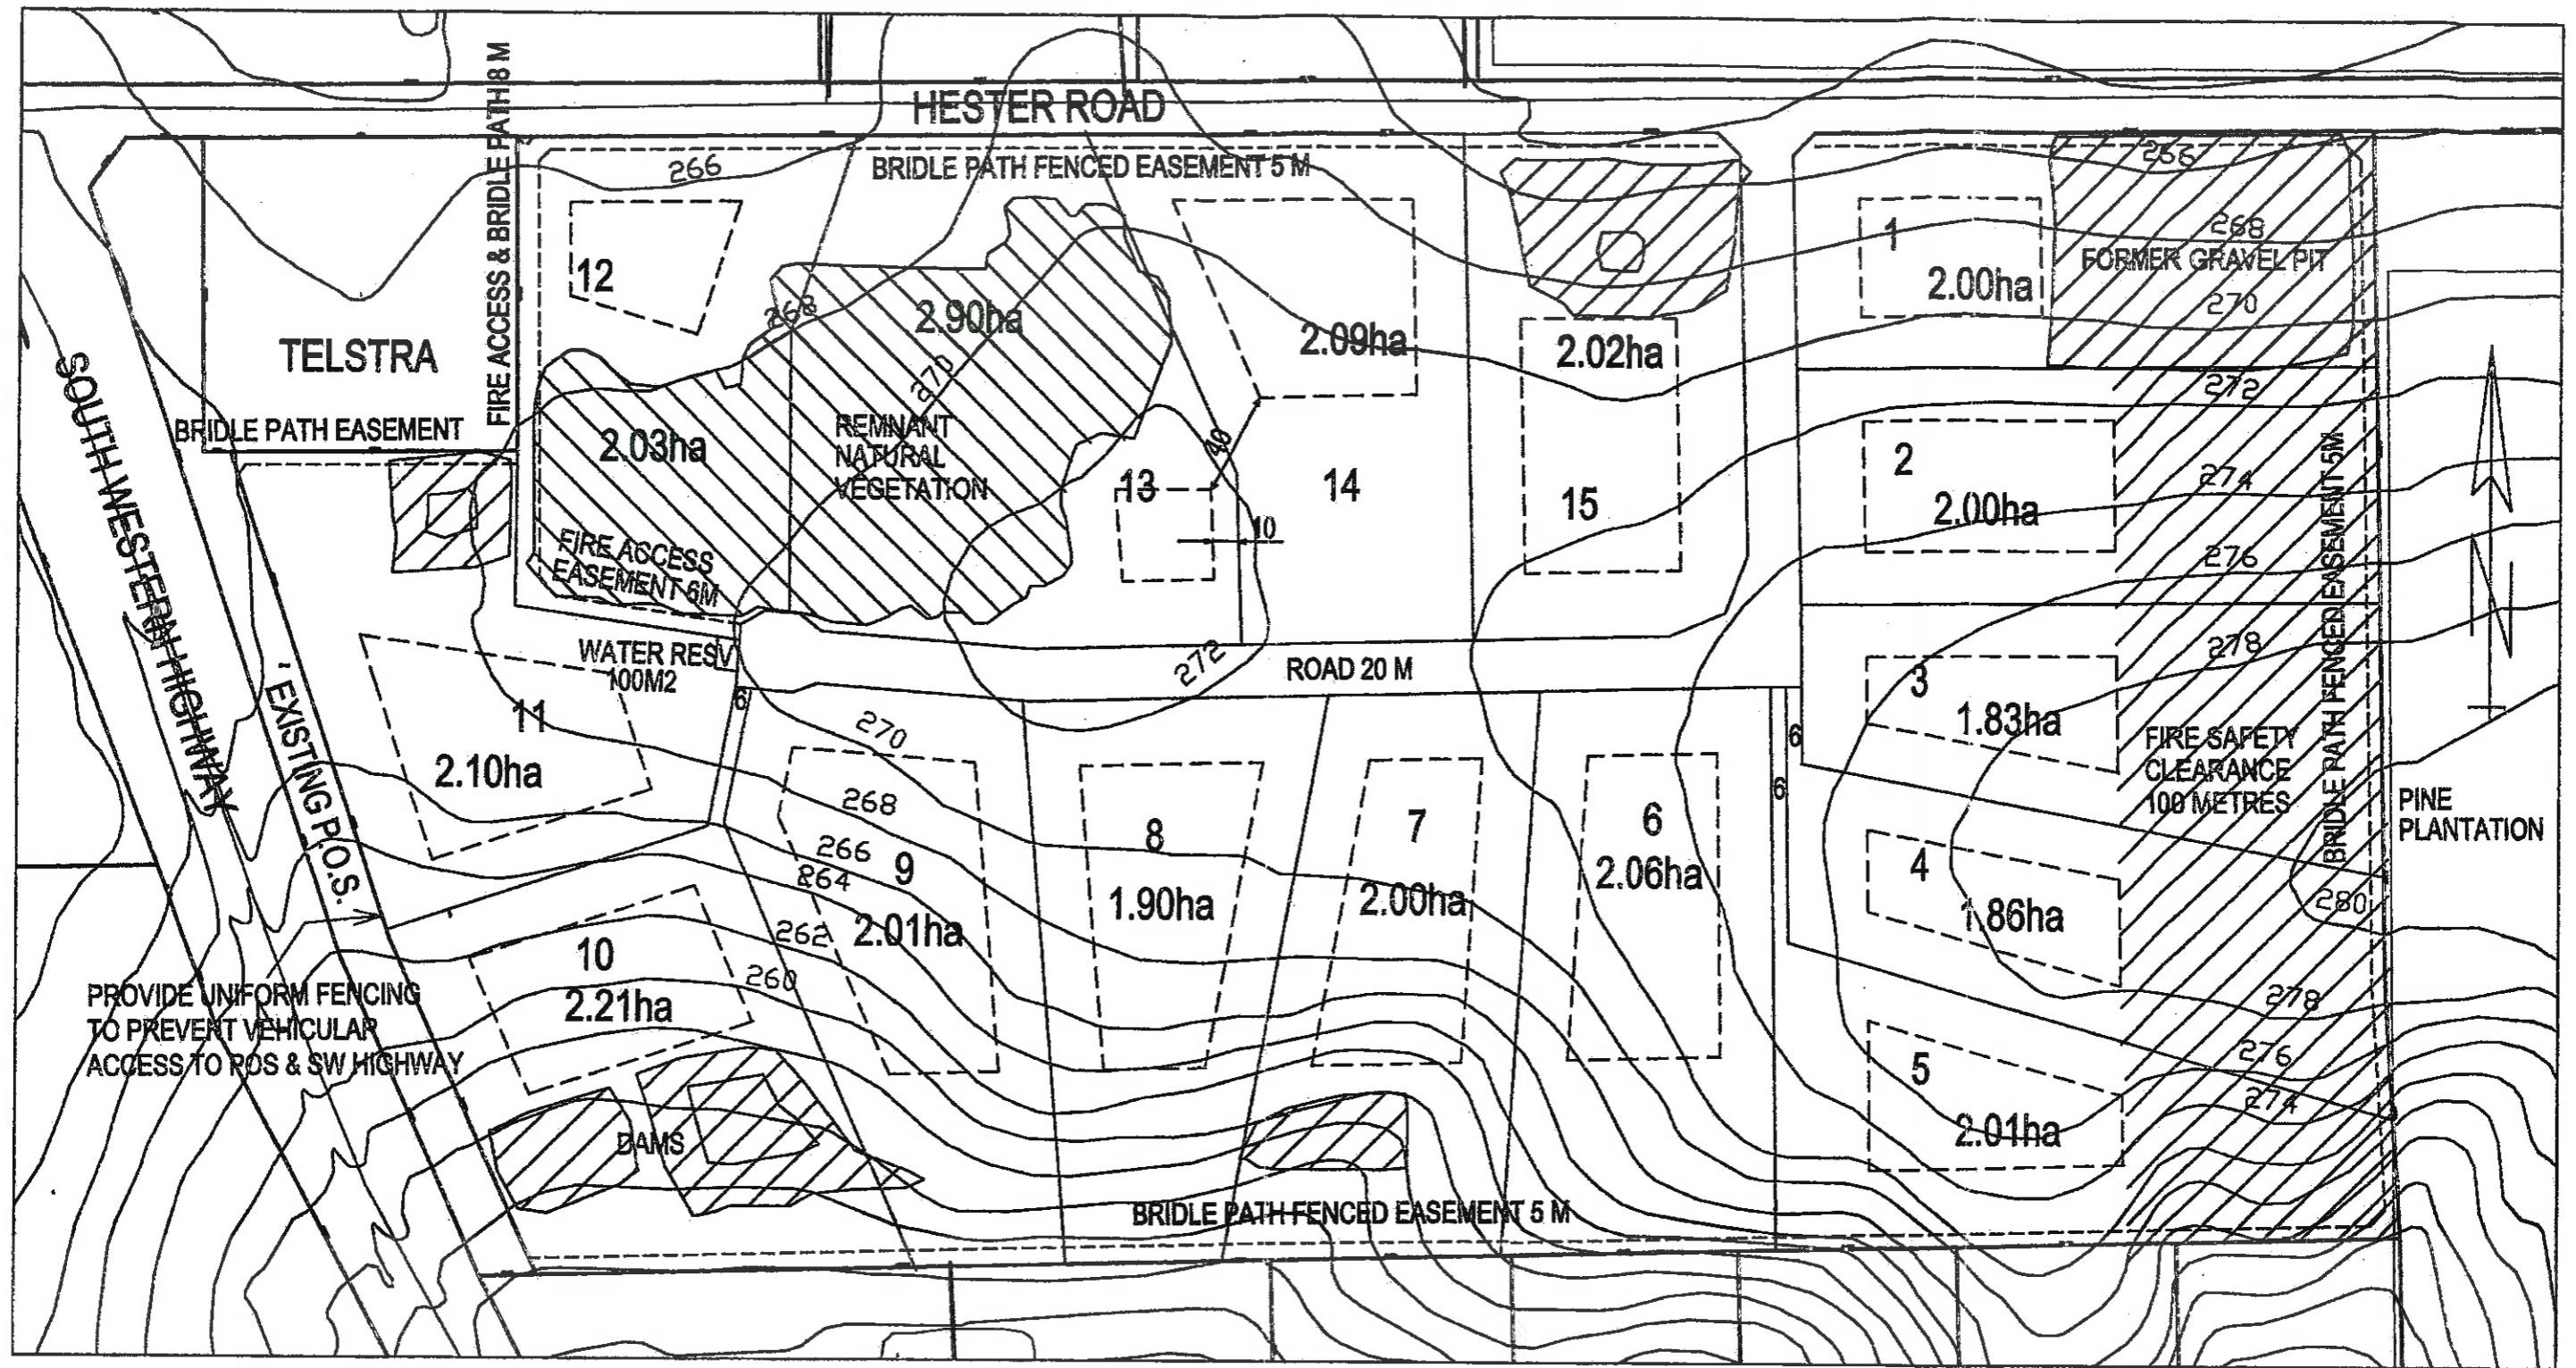 HESTER ROAD
FIRE ACCESS & BRIDLE PATH 8 M
BRIDLE PATH FENCED EASEMENT 5 M
266
266
12
1
268
2.00ha
FORMER GRAVEL PIT
270
268
2.90ha
2.09ha
2.02ha
TELSTRA
270
272
BRIDLE PATH EASEMENT
2.03ha
REMNANT
NATURAL
VEGETATION
40
13
14
15
2
2.00ha
274
10
FIRE ACCESS
EASEMENT 6M
276
BRIDLE PATH FENCED EASEMENT 5M
SOUTH WESTERN HIGHWAY
WATER RESV
100M2
272
ROAD 20 M
278
3
1.83ha
6
6
6
11
2.10ha
EXISTING P.O.S.
270
268
266
264
262
260
9
2.01ha
8
1.90ha
7
2.00ha
6
2.06ha
FIRE SAFETY
CLEARANCE
100 METRES
PINE
PLANTATION
4
1.86ha
280
10
2.21ha
PROVIDE UNIFORM FENCING
TO PREVENT VEHICULAR
ACCESS TO POS & SW HIGHWAY
278
276
274
5
2.01ha
DAMS
BRIDLE PATH FENCED EASEMENT 5 M
N